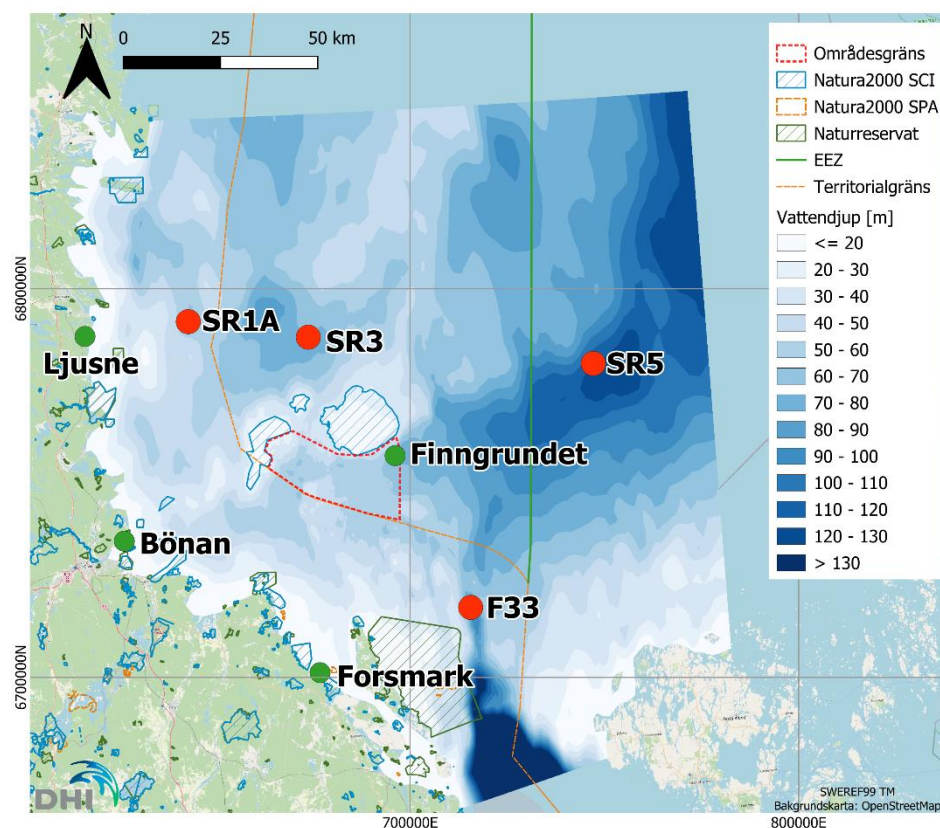 N
0 25 50 km
Områdesgräns
Natura2000 SCI
Natura2000 SPA
Naturreservat
EEZ
Territorialgräns
Vattendjup [m]
<= 20
20 - 30
30 - 40
40 - 50
50 - 60
60 - 70
70 - 80
80 - 90
90 - 100
100 - 110
110 - 120
120 - 130
> 130
6800000N
SR1A
SR3
Ljusne
SR5
Finngrundet
Bönan
F33
Forsmark
6700000N
DHI
SWEREF99 TM
Bakgrundskarta: OpenStreetMap
700000E
800000E